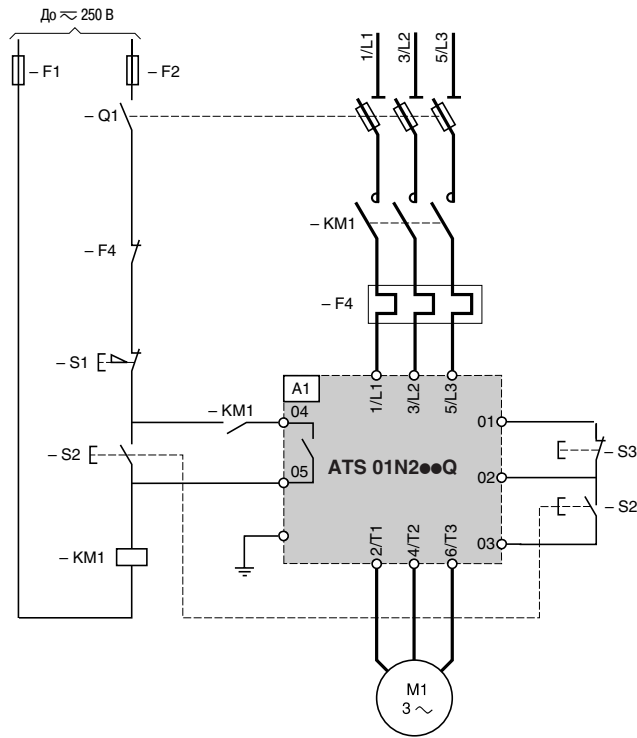 До ≂ 250 В
– F1
– F2
1/L1
3/L2
5/L3
– Q1
– KM1
– F4
– F4
– S1
A1
1/L1
3/L2
5/L3
– KM1
04
01
– S3
– S2
05
ATS 01N2●●Q
02
– S2
03
– KM1
2/T1
4/T2
6/T3
M1
3 ~